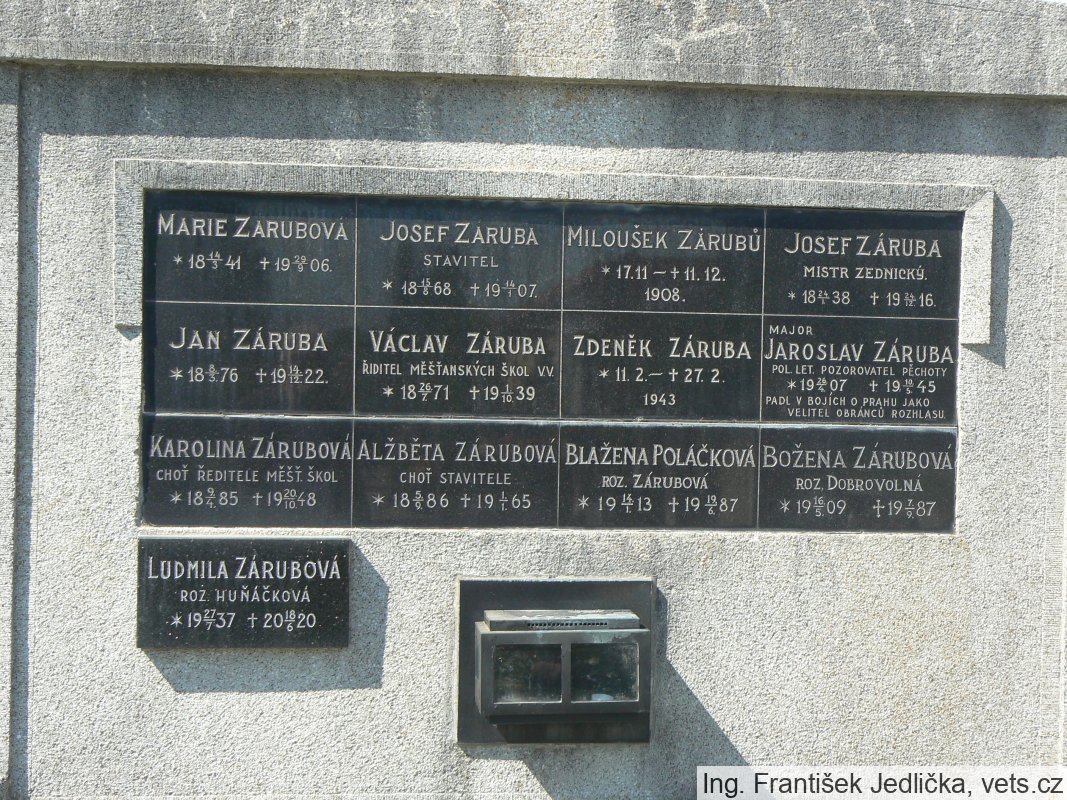 MARIE ZÁRUBOVÁ
* 18 14/3 41 † 19 29/9 06.
JOSEF ZÁRUBA
STAVITEL
* 18 15/8 68 † 19 14/1 07.
MILOUŠEK ZÁRUBŮ
* 17.11 – † 11.12.
1908.
JOSEF ZÁRUBA
MISTR ZEDNICKÝ.
* 18 24/1 38 † 19 24/12 16.
JAN ZÁRUBA
* 18 8/3 76 † 19 14/12 22.
VÁCLAV ZÁRUBA
ŘIDITEL MĚŠŤANSKÝCH ŠKOL V.V.
* 18 26/7 71 † 19 1/10 39
ZDENĚK ZÁRUBA
* 11. 2. – † 27. 2.
1943
MAJOR
JAROSLAV ZÁRUBA
POL. LET. POZOROVATEL PĚCHOTY
* 19 28/4 07 † 19 10/5 45
PADL V BOJÍCH O PRAHU JAKO
VELITEL OBRÁNCŮ ROZHLASU.
KAROLINA ZÁRUBOVÁ
CHOŤ ŘEDITELE MĚŠŤ. ŠKOL
* 18 9/4 85 † 19 20/10 48
ALŽBĚTA ZÁRUBOVÁ
CHOŤ STAVITELE
* 18 5/9 86 † 19 1/1 65
BLAŽENA POLÁČKOVÁ
ROZ. ZÁRUBOVÁ
* 19 14/1 13 † 19 19/6 87
BOŽENA ZÁRUBOVÁ
ROZ. DOBROVOLNÁ
* 19 16/5 09 † 19 7/9 87
LUDMILA ZÁRUBOVÁ
ROZ. HUŇÁČKOVÁ
* 19 27/7 37 † 20 18/6 20
Ing. František Jedlička, vets.cz